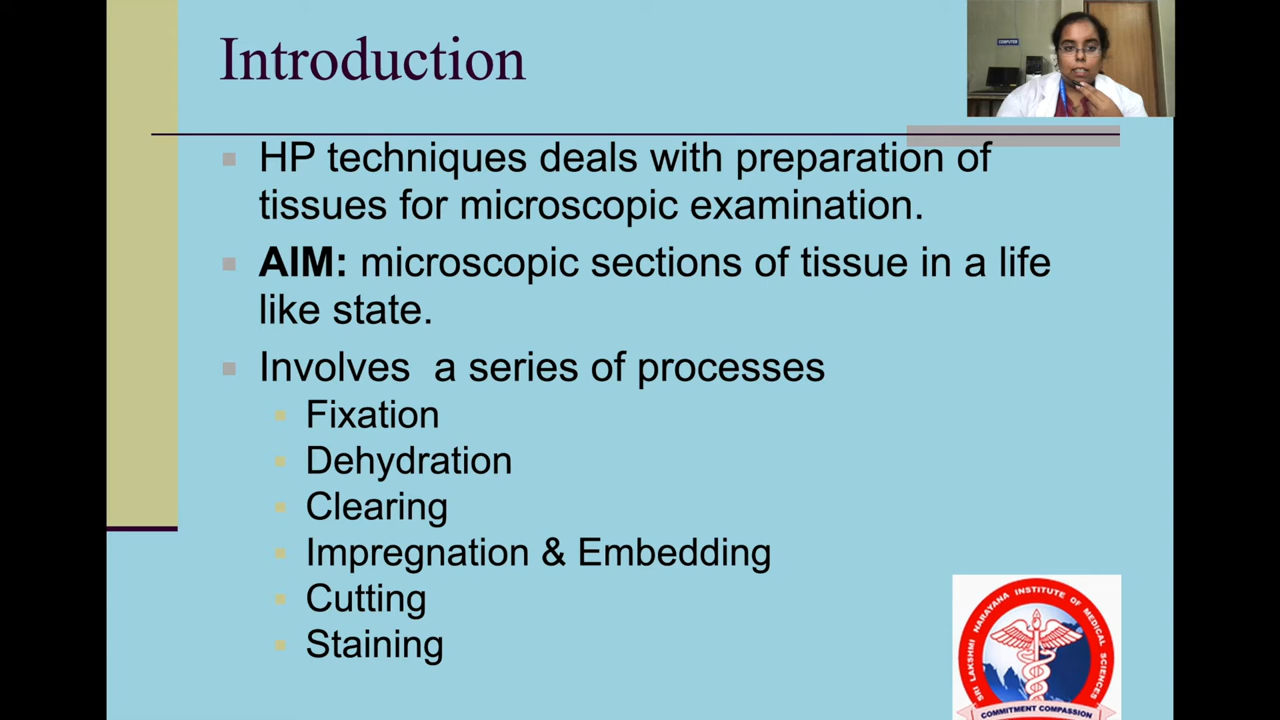 Introduction
COMPUTER
HP techniques deals with preparation of
tissues for microscopic examination.
AIM: microscopic sections of tissue in a life
like state.
Involves a series of processes
Fixation
Dehydration
Clearing
Impregnation & Embedding
Cutting
Staining
SRI LAKSHMI NARAYANA INSTITUTE OF MEDICAL SCIENCES
COMMITMENT COMPASSION